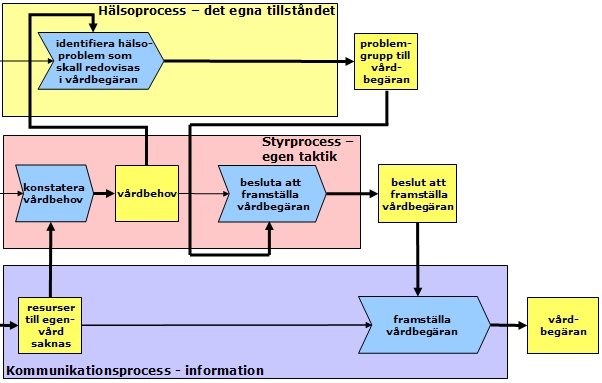 Hälsoprocess – det egna tillståndet
identifiera hälso-
problem som
skall redovisas
i vårdbegäran
problem-
grupp till
vård-
begäran
Styrprocess –
egen taktik
konstatera
vårdbehov
vårdbehov
besluta att
framställa
vårdbegäran
beslut att
framställa
vårdbegäran
resurser
till egen-
vård
saknas
framställa
vårdbegäran
vård-
begäran
Kommunikationsprocess - information